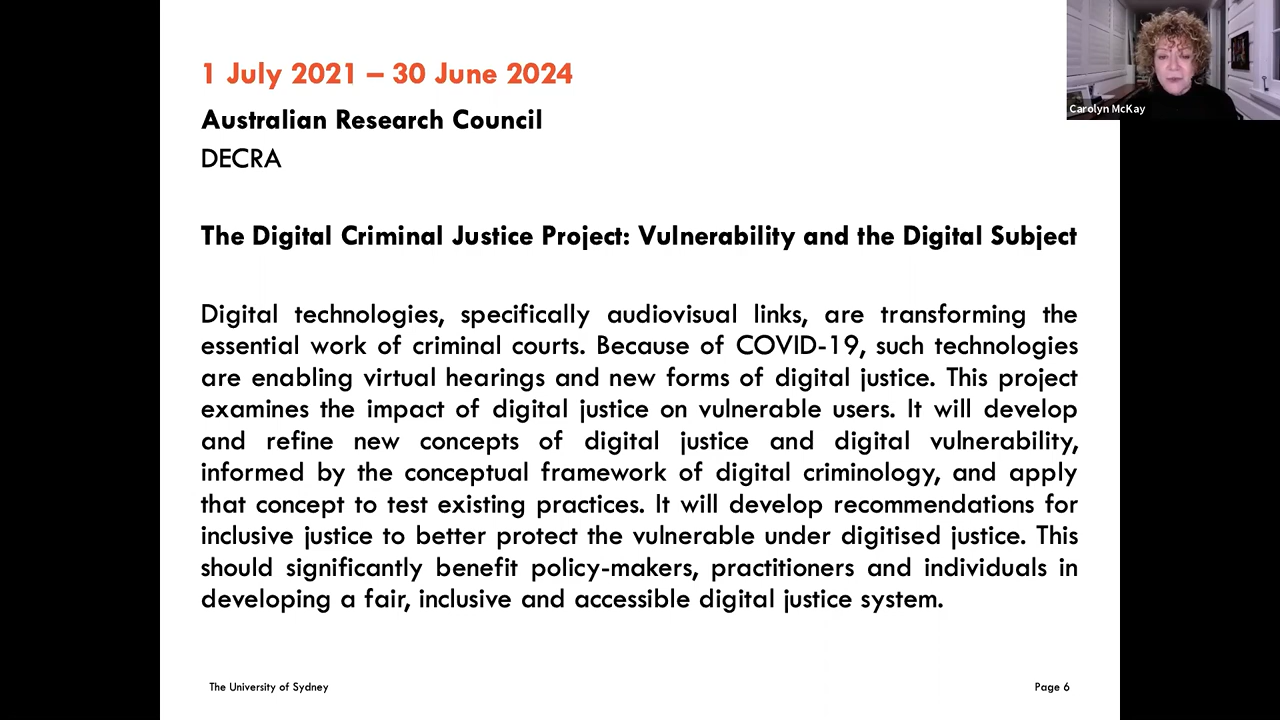 1 July 2021 – 30 June 2024
Carolyn McKay
Australian Research Council
DECRA
The Digital Criminal Justice Project: Vulnerability and the Digital Subject
Digital technologies, specifically audiovisual links, are transforming the
essential work of criminal courts. Because of COVID-19, such technologies
are enabling virtual hearings and new forms of digital justice. This project
examines the impact of digital justice on vulnerable users. It will develop
and refine new concepts of digital justice and digital vulnerability,
informed by the conceptual framework of digital criminology, and apply
that concept to test existing practices. It will develop recommendations for
inclusive justice to better protect the vulnerable under digitised justice. This
should significantly benefit policy-makers, practitioners and individuals in
developing a fair, inclusive and accessible digital justice system.
The University of Sydney
Page 6